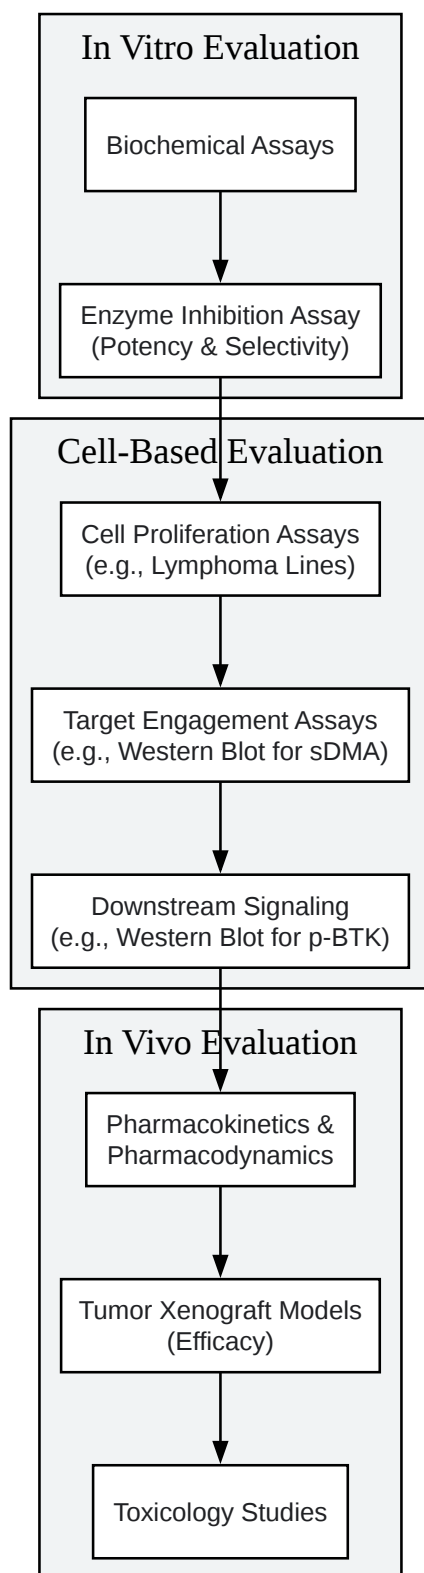 In Vitro Evaluation
Biochemical Assays
Enzyme Inhibition Assay
(Potency & Selectivity)
Cell-Based Evaluation
Cell Proliferation Assays
(e.g., Lymphoma Lines)
Target Engagement Assays
(e.g., Western Blot for sDMA)
Downstream Signaling
(e.g., Western Blot for p-BTK)
In Vivo Evaluation
Pharmacokinetics &
Pharmacodynamics
Tumor Xenograft Models
(Efficacy)
Toxicology Studies